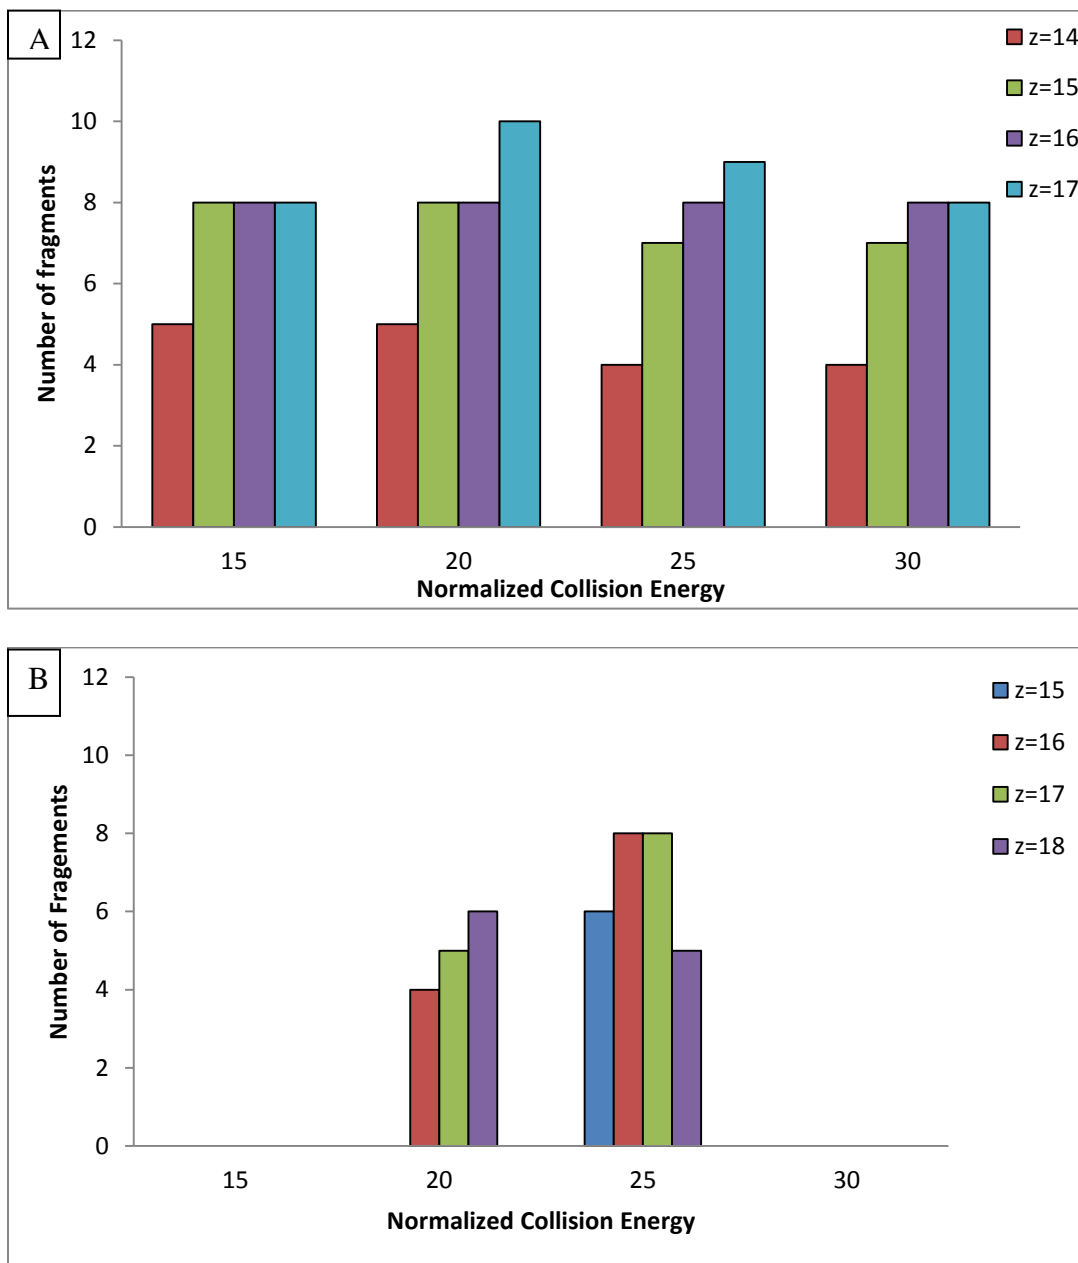 A
12
10
8
6
4
2
0
Number of fragments
15 20 25 30
Normalized Collision Energy
z=14
z=15
z=16
z=17
B
12
10
8
6
4
2
0
Number of Fragements
15 20 25 30
Normalized Collision Energy
z=15
z=16
z=17
z=18